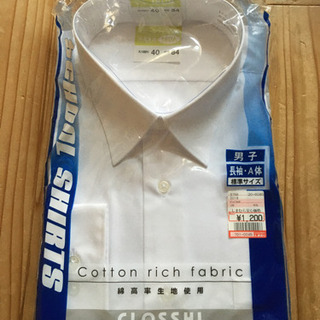 40 84
SCHOOL SHIRTS
男子
長袖・A体
標準サイズ
¥1,200
Cotton rich fabric
綿高率生地使用
CLOSSHI